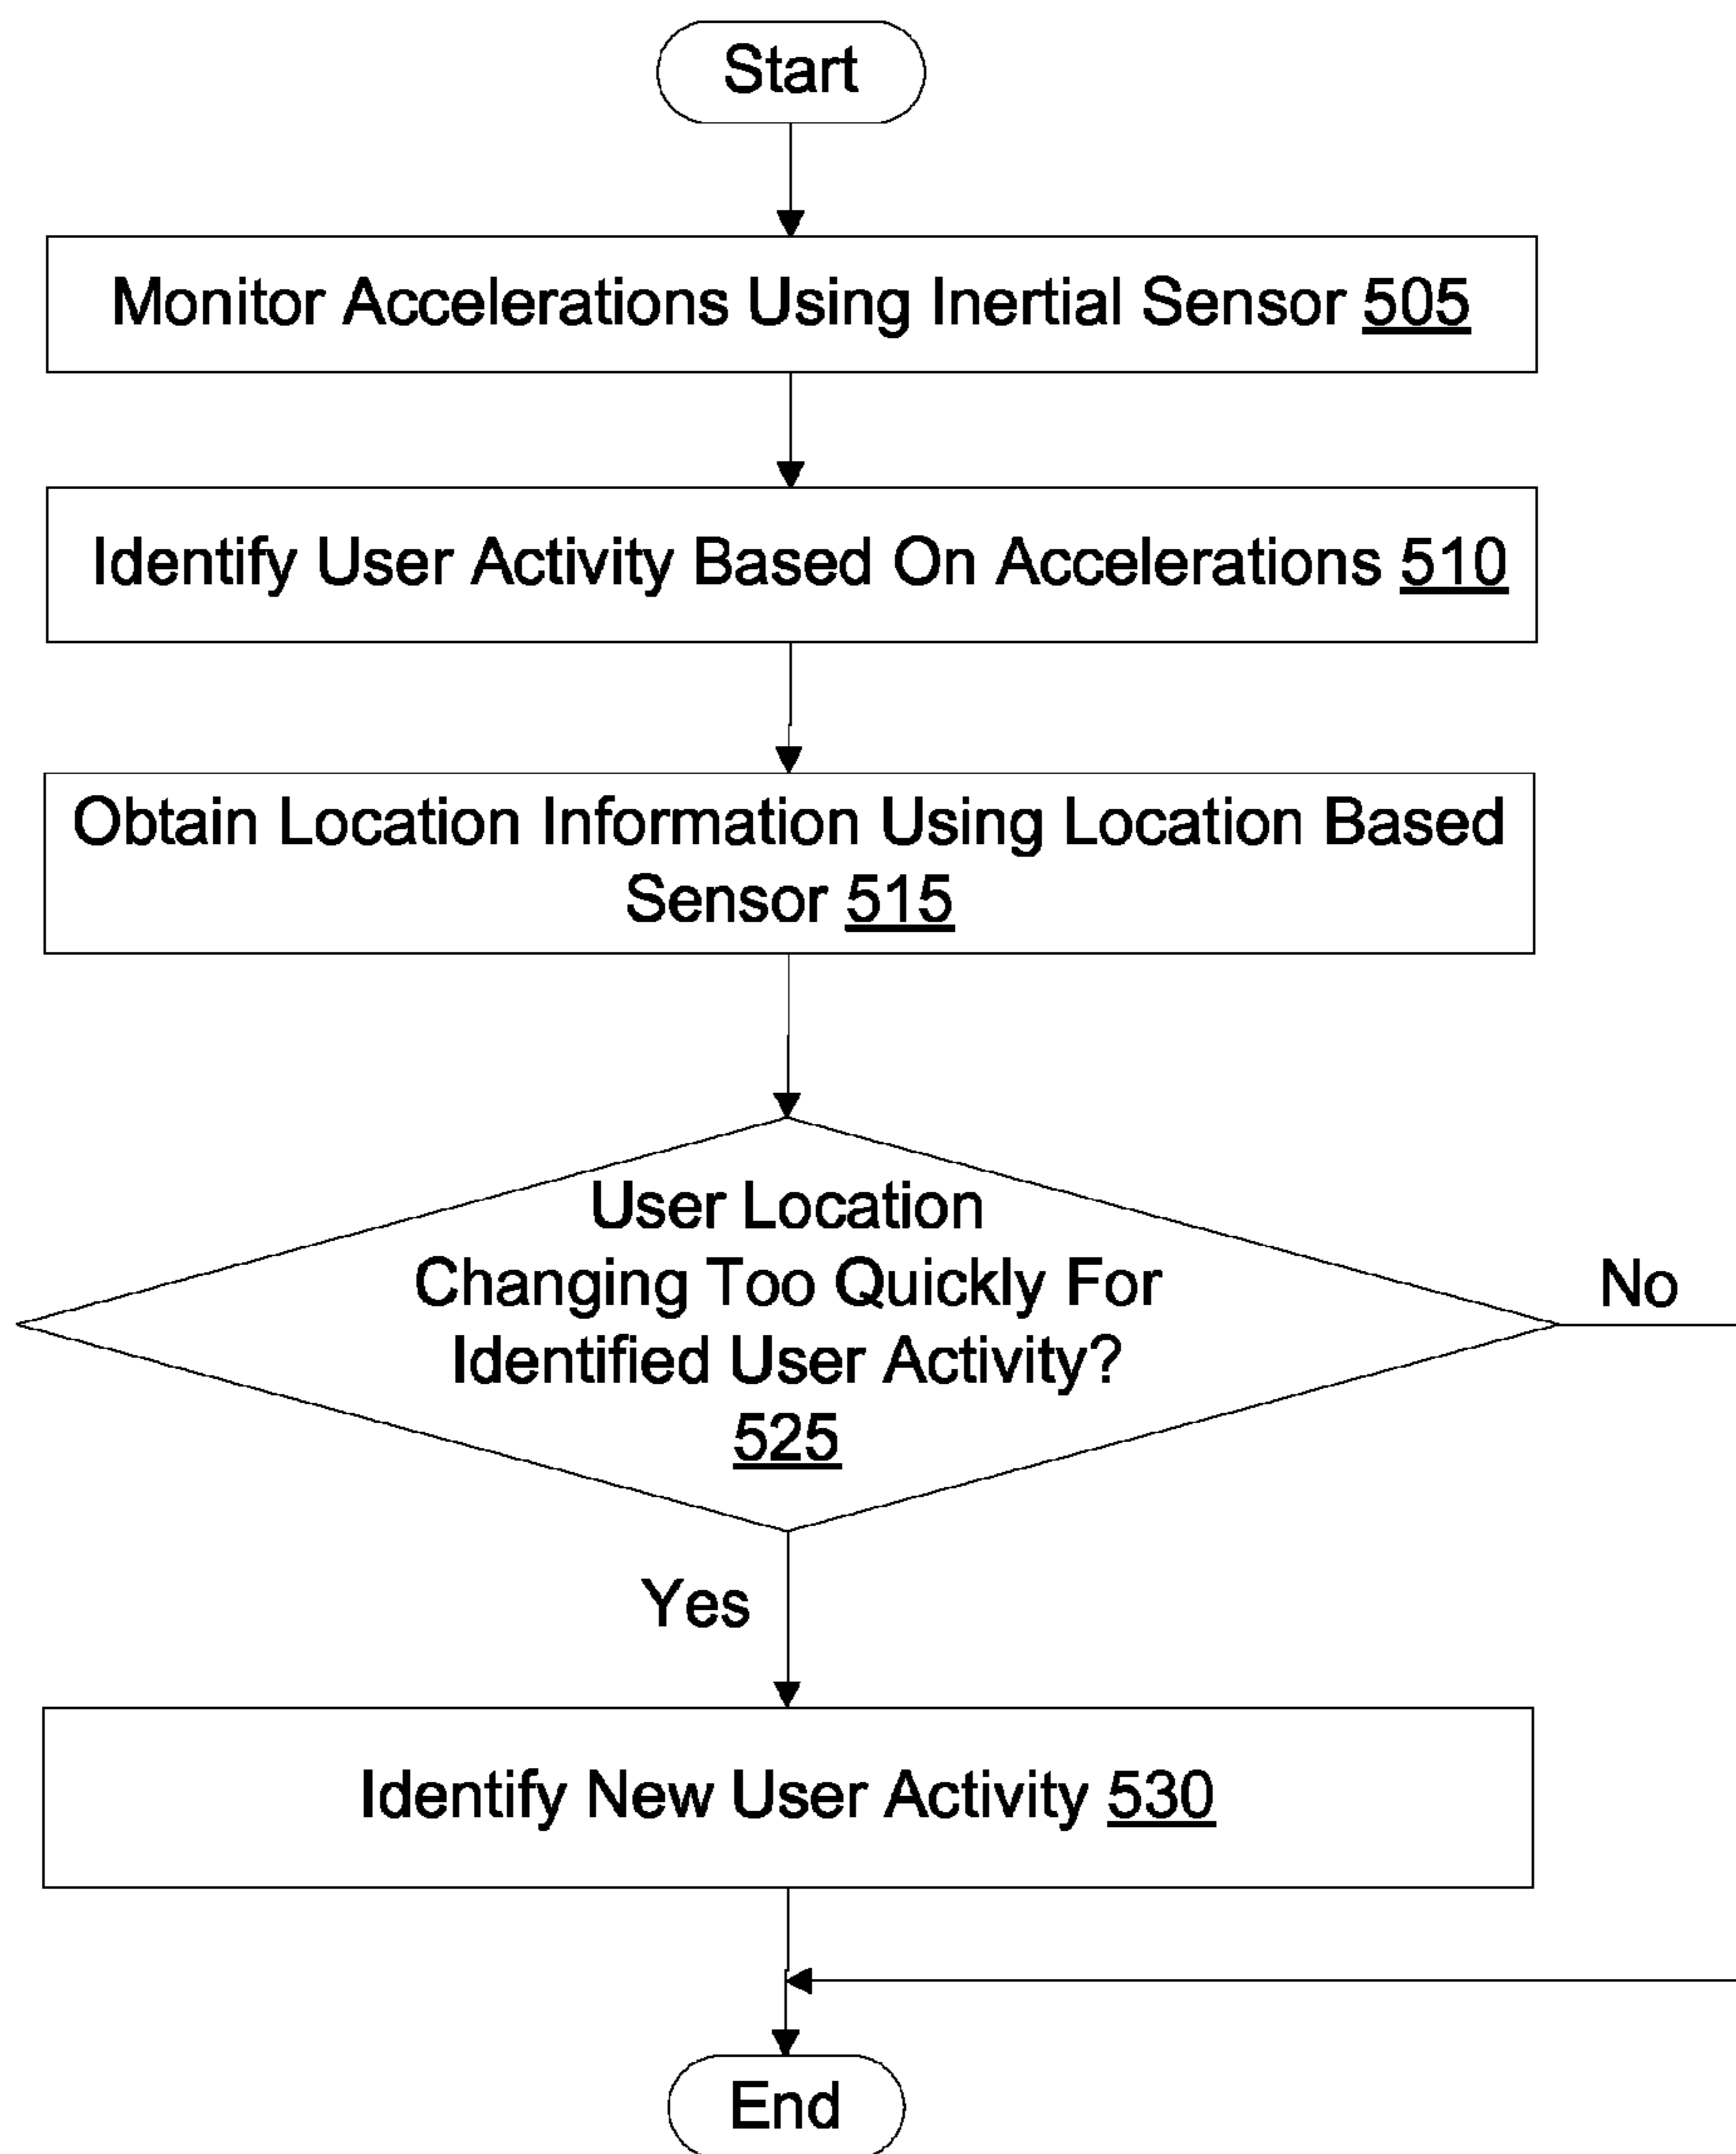 Start
Monitor Accelerations Using Inertial Sensor 505
Identify User Activity Based On Accelerations 510
Obtain Location Information Using Location Based
Sensor 515
User Location
Changing Too Quickly For
Identified User Activity?
525
No
Yes
Identify New User Activity 530
End